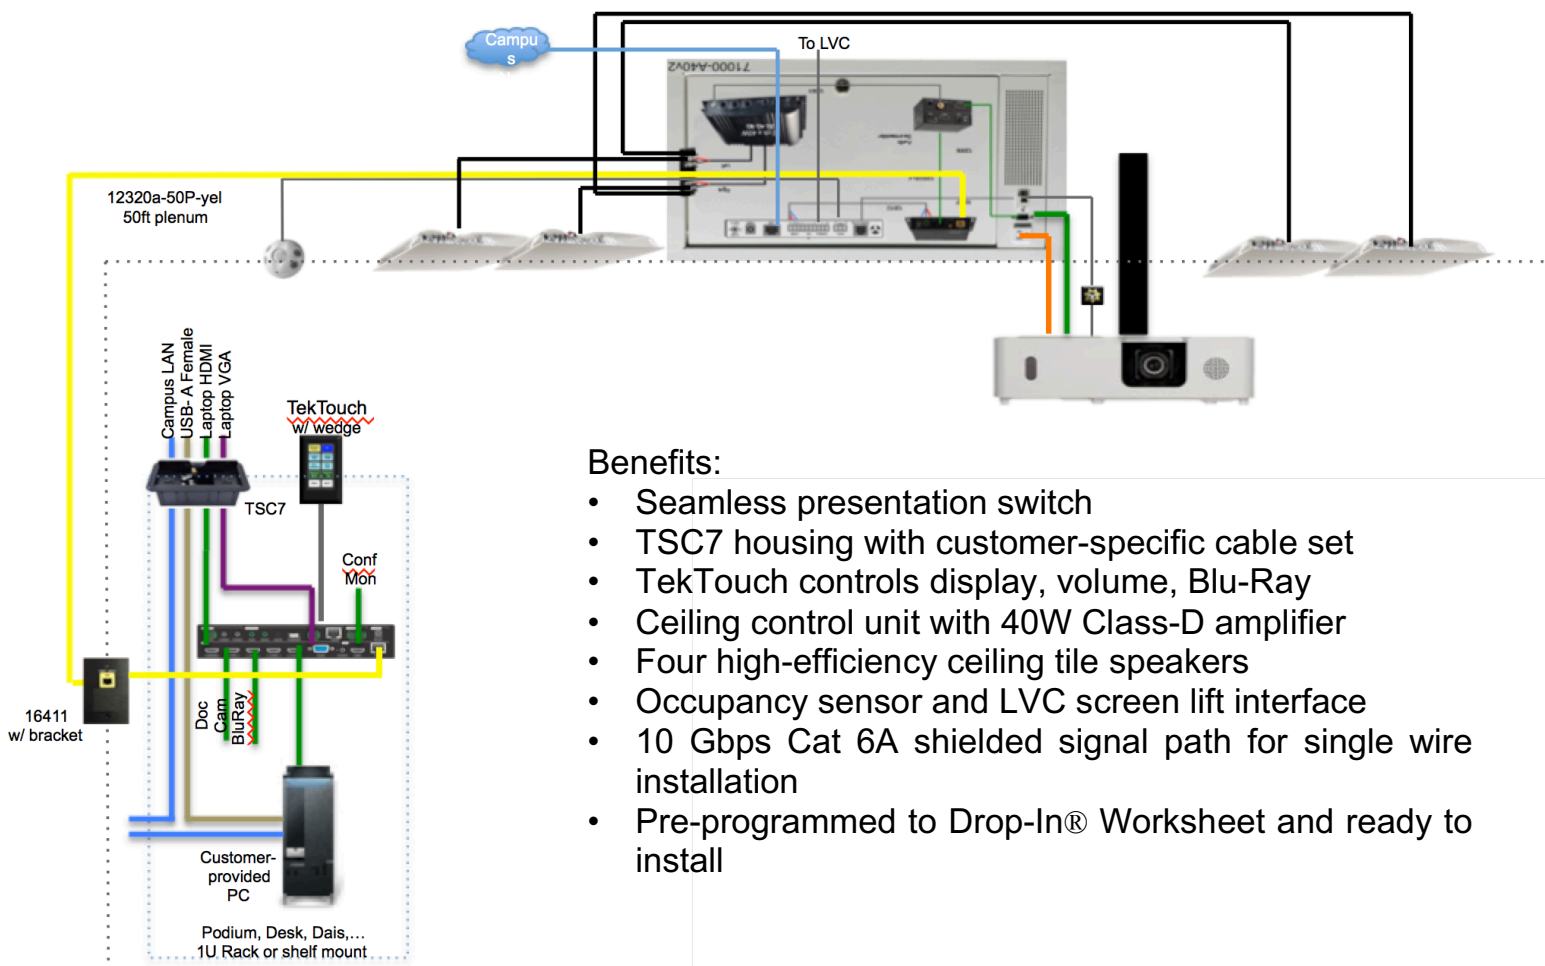 Campu
s
To LVC
71000-A40v2
12320a-50P-yel
50ft plenum
Campus LAN
USB- A Female
Laptop HDMI
Laptop VGA
TekTouch
w/ wedge
TSC7
Conf
Mon
16411
w/ bracket
Doc
Cam
BluRay
Customer-
provided
PC
Podium, Desk, Dais,…
1U Rack or shelf mount
Benefits:
• Seamless presentation switch
• TSC7 housing with customer-specific cable set
• TekTouch controls display, volume, Blu-Ray
• Ceiling control unit with 40W Class-D amplifier
• Four high-efficiency ceiling tile speakers
• Occupancy sensor and LVC screen lift interface
• 10 Gbps Cat 6A shielded signal path for single wire
installation
• Pre-programmed to Drop-In® Worksheet and ready to
install